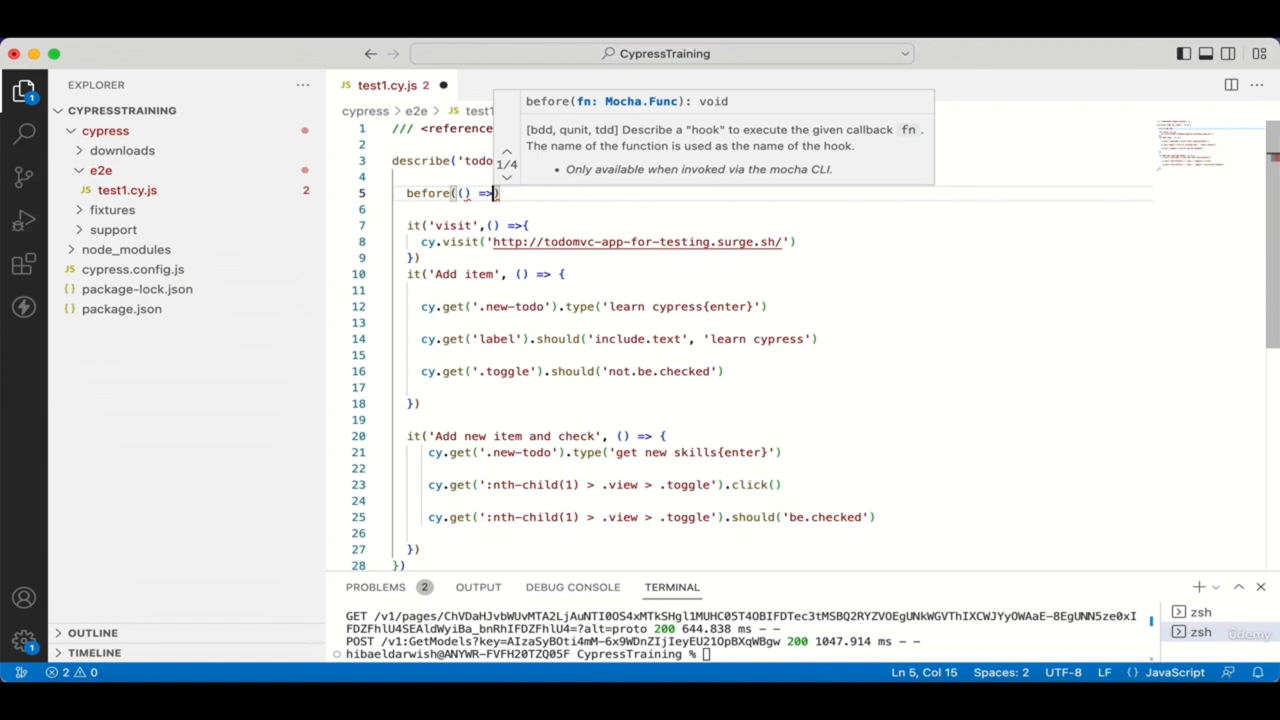 CypressTraining
EXPLORER
CYPRESSTRAINING
cypress
downloads
e2e
test1.cy.js 2
fixtures
support
node_modules
cypress.config.js
package-lock.json
package.json
OUTLINE
TIMELINE
JS test1.cy.js 2
cypress > e2e > JS test1
before(fn: Mocha.Func): void
[bdd, qunit, tdd] Describe a "hook" to execute the given callback fn .
The name of the function is used as the name of the hook.
• Only available when invoked via the mocha CLI.
1/4
1 /// <reference
2
3 describe('todo
4
5 before(() =>)
6
7 it('visit',() =>{
8 cy.visit('http://todomvc-app-for-testing.surge.sh/')
9 })
10 it('Add item', () => {
11
12 cy.get('.new-todo').type('learn cypress{enter}')
13
14 cy.get('label').should('include.text', 'learn cypress')
15
16 cy.get('.toggle').should('not.be.checked')
17
18 })
19
20 it('Add new item and check', () => {
21 cy.get('.new-todo').type('get new skills{enter}')
22
23 cy.get(':nth-child(1) > .view > .toggle').click()
24
25 cy.get(':nth-child(1) > .view > .toggle').should('be.checked')
26
27 })
28 })
PROBLEMS 2 OUTPUT DEBUG CONSOLE TERMINAL
POST /v1:GetModels?key=[redacted] 200 1047.914 ms - -
hibaeldarwish@ANYWR-FVFH20TZQ05F CypressTraining %
zsh
zsh
ûdemy
2 0 Ln 5, Col 15 Spaces: 2 UTF-8 LF {} JavaScript